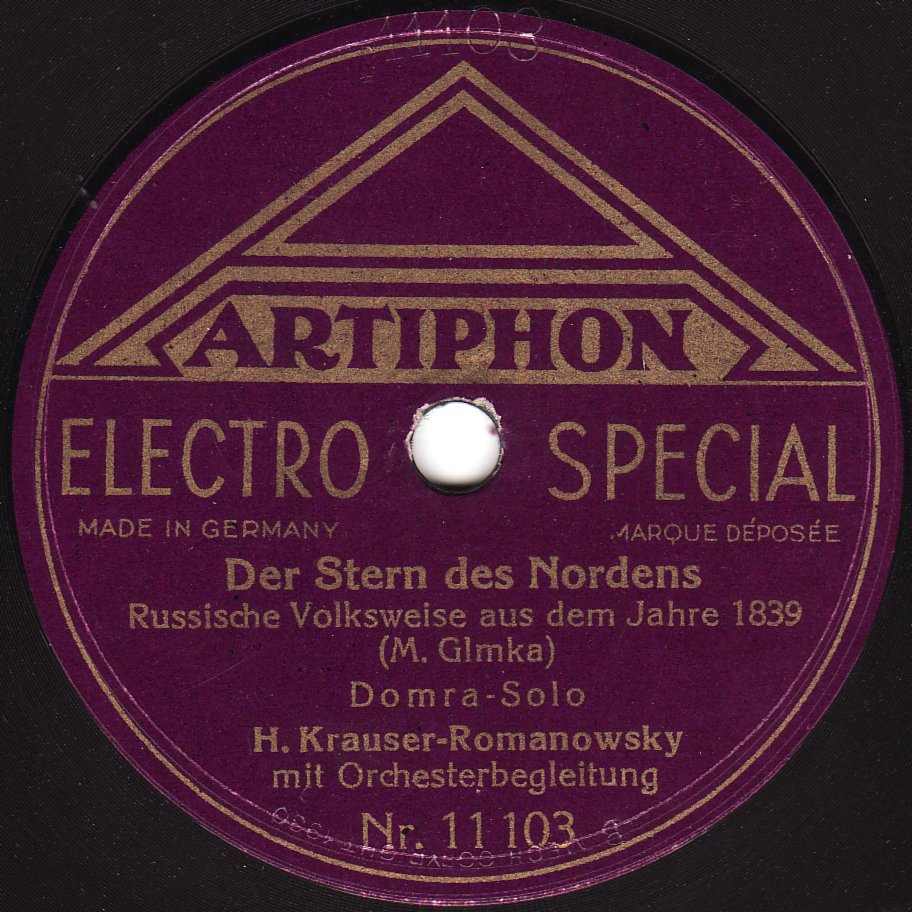 11103
ARTIPHON
ELECTRO SPECIAL
MADE IN GERMANY MARQUE DÉPOSÉE
Der Stern des Nordens
Russische Volksweise aus dem Jahre 1839
(M. Glmka)
Domra-Solo
H. Krauser-Romanowsky
mit Orchesterbegleitung
Nr. 11 103